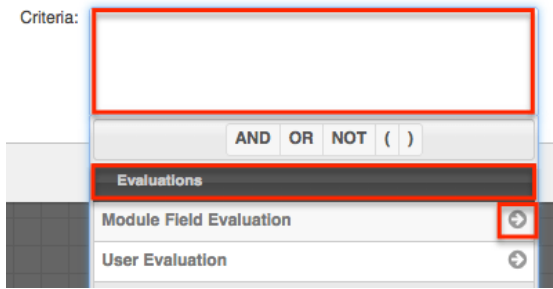 Criteria:
AND OR NOT ( )
Evaluations
Module Field Evaluation
User Evaluation